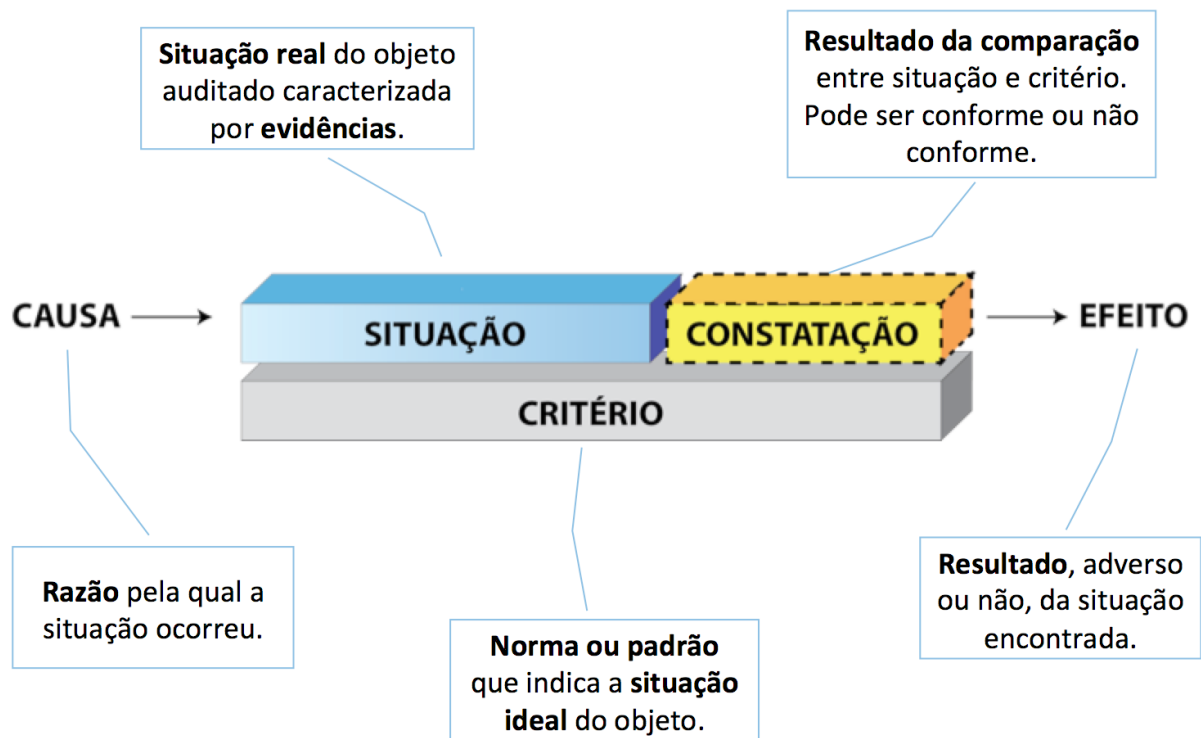 Situação real do objeto
auditado caracterizada
por evidências.
Resultado da comparação
entre situação e critério.
Pode ser conforme ou não
conforme.
CAUSA
SITUAÇÃO
CONSTATAÇÃO
EFEITO
CRITÉRIO
Razão pela qual a
situação ocorreu.
Norma ou padrão
que indica a situação
ideal do objeto.
Resultado, adverso
ou não, da situação
encontrada.